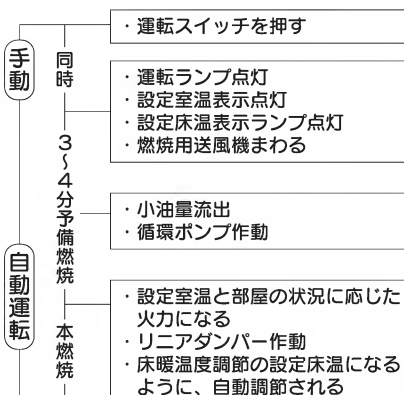 手動
自動運転
同時
3〜4分予備燃焼
本燃焼
・運転スイッチを押す
・運転ランプ点灯
・設定室温表示点灯
・設定床温表示ランプ点灯
・燃焼用送風機まわる
・小油量流出
・循環ポンプ作動
・設定室温と部屋の状況に応じた
火力になる
・リニアダンパー作動
・床暖温度調節の設定床温になる
ように、自動調節される